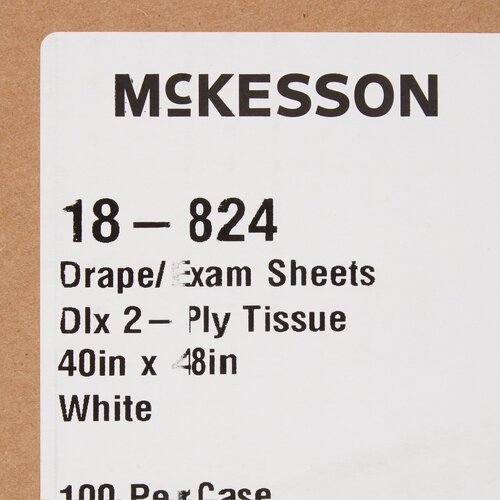 McKESSON
18 - 824
Drape/ Exam Sheets
Dlx 2- Ply Tissue
40in x 48in
White
100 Per Case